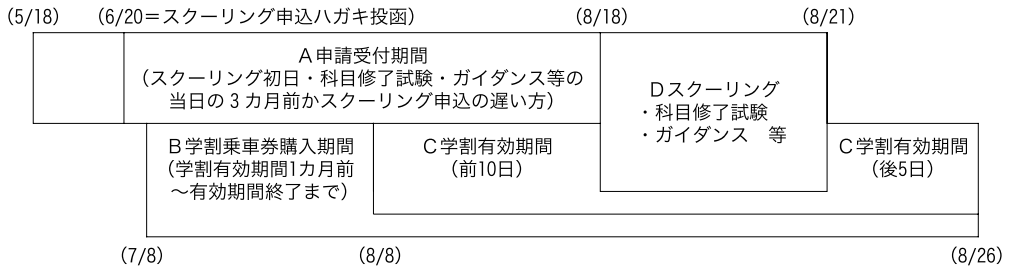 (5/18) (6/20=スクーリング申込ハガキ投函) (8/18) (8/21)
A申請受付期間
(スクーリング初日・科目修了試験・ガイダンス等の
当日の3カ月前かスクーリング申込の遅い方)
Dスクーリング
・科目修了試験
・ガイダンス 等
B学割乗車券購入期間
(学割有効期間1カ月前
～有効期間終了まで)
C学割有効期間
(前10日)
C学割有効期間
(後5日)
(7/8) (8/8) (8/26)